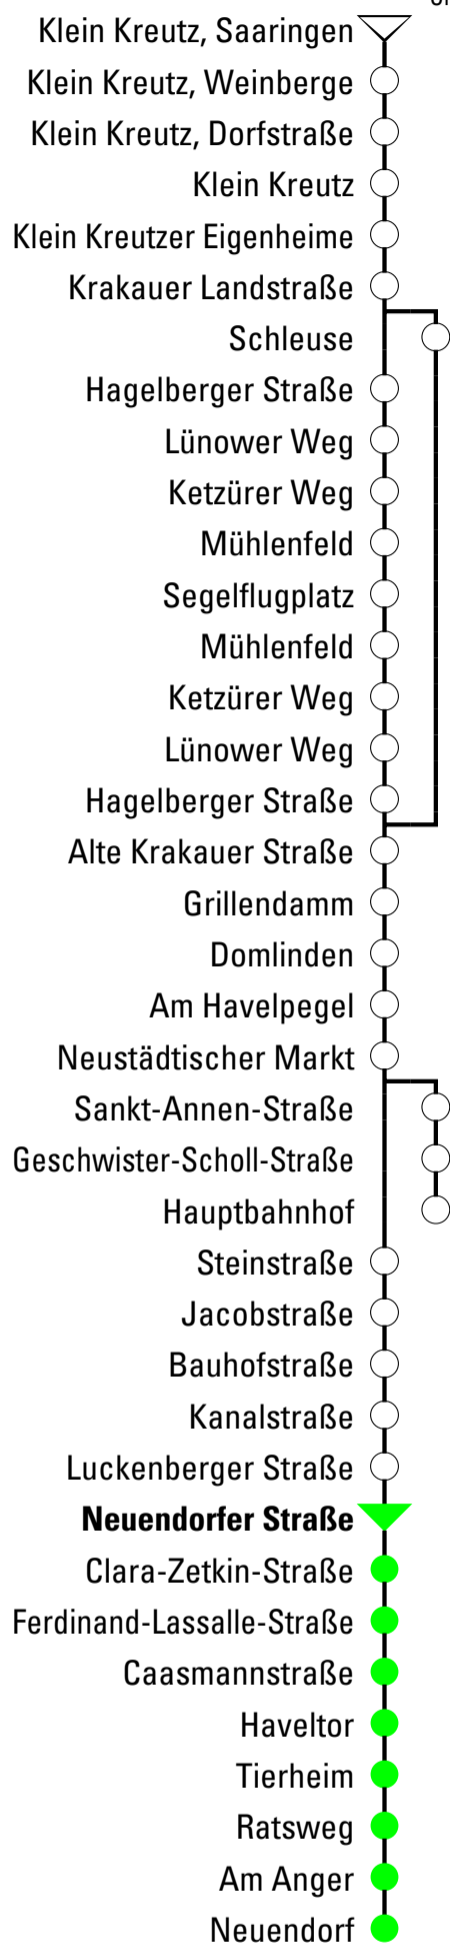 Klein Kreutz, Saaringen
Klein Kreutz, Weinberge
Klein Kreutz, Dorfstraße
Klein Kreutz
Klein Kreutzer Eigenheime
Krakauer Landstraße
Schleuse
Hagelberger Straße
Lünower Weg
Ketzürer Weg
Mühlenfeld
Segelflugplatz
Mühlenfeld
Ketzürer Weg
Lünower Weg
Hagelberger Straße
Alte Krakauer Straße
Grillendamm
Domlinden
Am Havelpegel
Neustädtischer Markt
Sankt-Annen-Straße
Geschwister-Scholl-Straße
Hauptbahnhof
Steinstraße
Jacobstraße
Bauhofstraße
Kanalstraße
Luckenberger Straße
Neuendorfer Straße
Clara-Zetkin-Straße
Ferdinand-Lassalle-Straße
Caasmannstraße
Haveltor
Tierheim
Ratsweg
Am Anger
Neuendorf